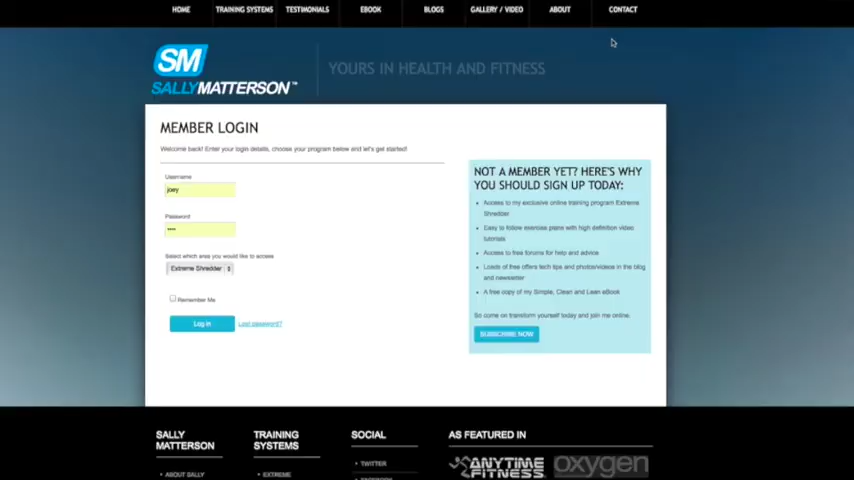 HOME
TRAINING SYSTEMS
TESTIMONIALS
EBOOK
BLOGS
GALLERY / VIDEO
ABOUT
CONTACT
SM
SALLYMATTERSON™
YOURS IN HEALTH AND FITNESS
MEMBER LOGIN
Welcome back! Enter your login details, choose your program below and let's get started!
Username
joey
Password
••••
Select which area you would like to access
Extreme Shredder
Remember Me
Log in
Lost password?
NOT A MEMBER YET? HERE'S WHY
YOU SHOULD SIGN UP TODAY:
• Access to my exclusive online training program Extreme
Shredder
• Easy to follow exercise plans with high definition video
tutorials
• Access to free forums for help and advice
• Loads of free offers tech tips and photos/videos in the blog
and newsletter
• A free copy of my Simple, Clean and Lean eBook
So come on transform yourself today and join me online.
SUBSCRIBE NOW
SALLY
MATTERSON
ABOUT SALLY
TRAINING
SYSTEMS
EXTREME
SOCIAL
TWITTER
AS FEATURED IN
ANYTIME
FITNESS
oxygen